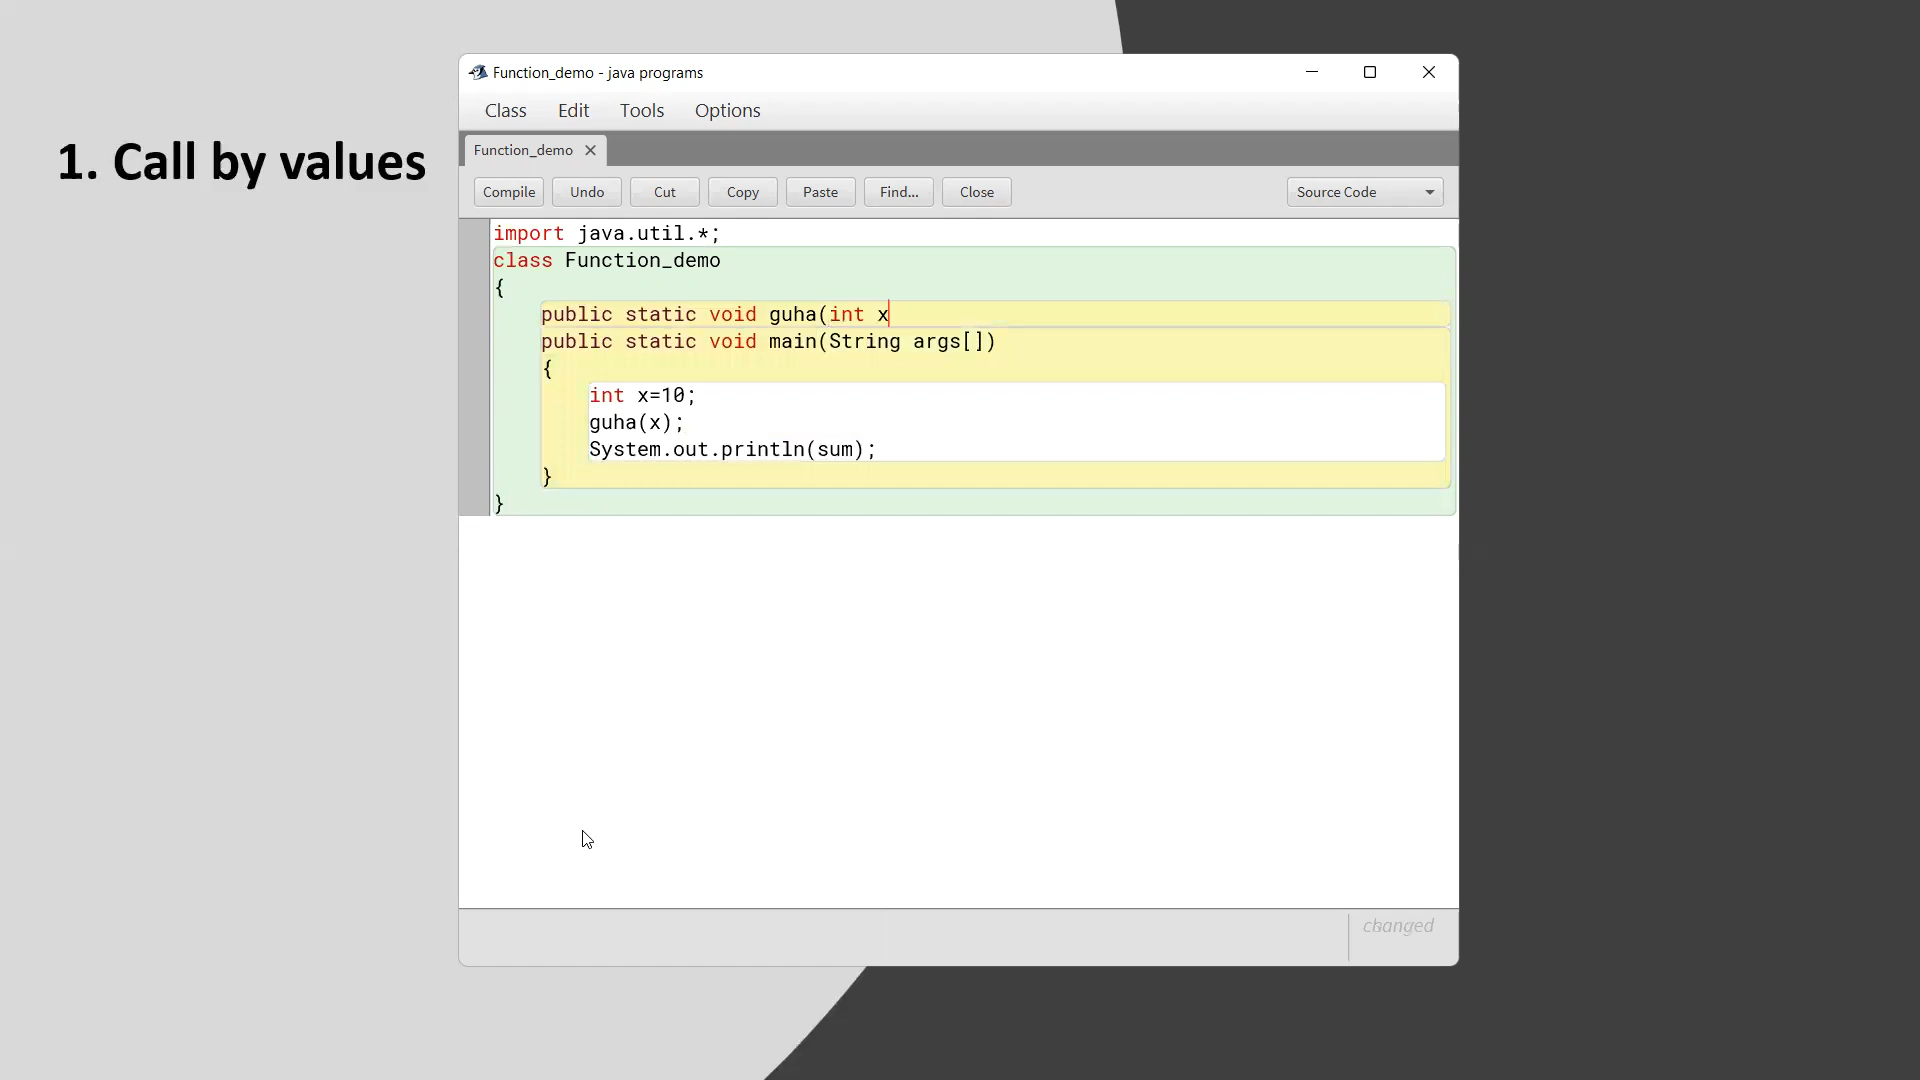 1. Call by values
Function_demo - java programs
Class Edit Tools Options
Function_demo
Compile Undo Cut Copy Paste Find... Close Source Code
import java.util.*;
class Function_demo
{
public static void guha(int x
public static void main(String args[])
{
int x=10;
guha(x);
System.out.println(sum);
}
}
changed